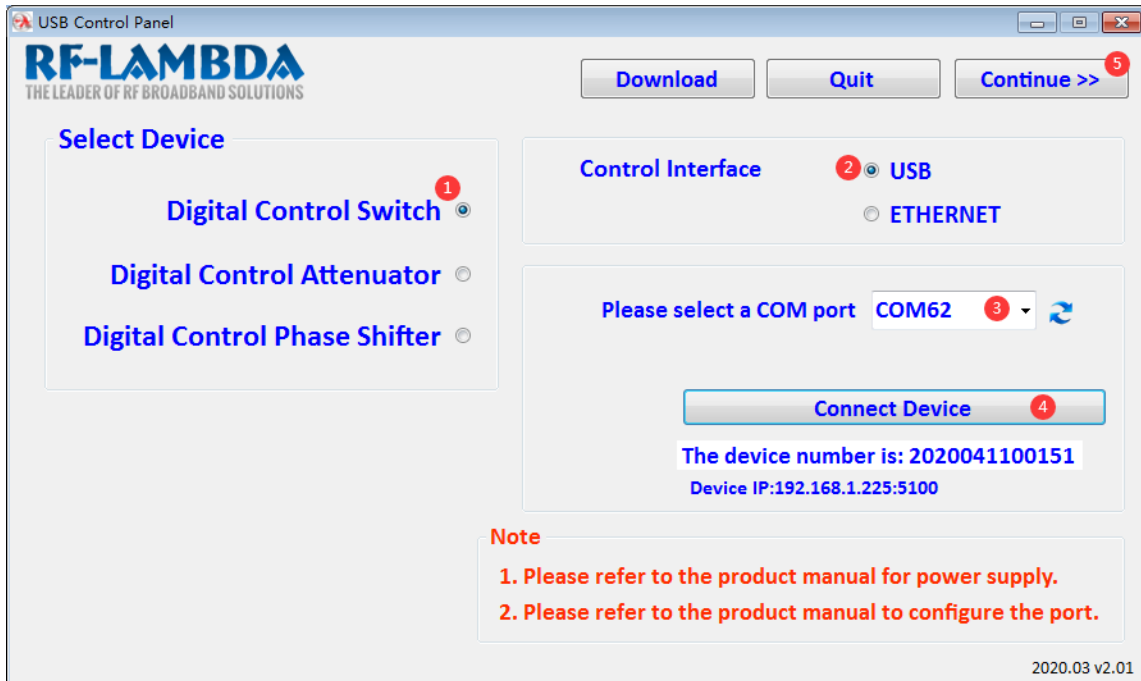 USB Control Panel
RF-LAMBDA
THE LEADER OF RF BROADBAND SOLUTIONS
Download
Quit
Continue >>
5
Select Device
1
Digital Control Switch
Digital Control Attenuator
Digital Control Phase Shifter
Control Interface
2
USB
ETHERNET
Please select a COM port
COM62
3
Connect Device
4
The device number is: 2020041100151
Device IP:192.168.1.225:5100
Note
1. Please refer to the product manual for power supply.
2. Please refer to the product manual to configure the port.
2020.03 v2.01